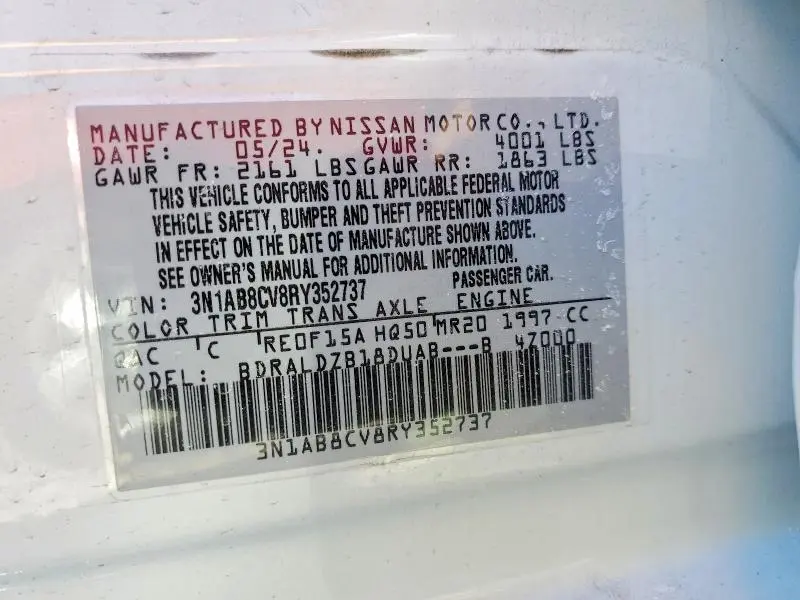 MANUFACTURED BY NISSAN MOTOR CO., LTD.
DATE: 05/24. GVWR: 4001 LBS
GAWR FR: 2161 LBS GAWR RR: 1863 LBS
THIS VEHICLE CONFORMS TO ALL APPLICABLE FEDERAL MOTOR
VEHICLE SAFETY, BUMPER AND THEFT PREVENTION STANDARDS
IN EFFECT ON THE DATE OF MANUFACTURE SHOWN ABOVE.
SEE OWNER'S MANUAL FOR ADDITIONAL INFORMATION.
VIN: 3N1AB8CV8RY352737 PASSENGER CAR.
COLOR TRIM TRANS AXLE ENGINE
QAC C RE0F15A HQ50 MR20 1997 CC
MODEL: BDRALDZB18DUAB---B 4Z000
3N1AB8CV8RY352737